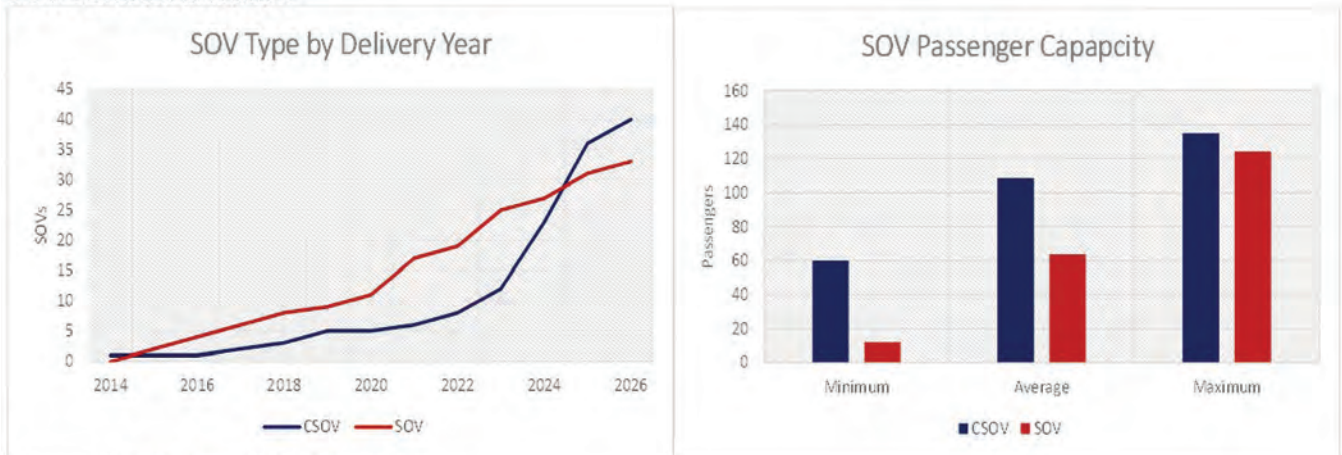 SOV Type by Delivery Year
45
40
35
30
25
20
15
10
5
0
SOVs
2014 2016 2018 2020 2022 2024 2026
CSOV SOV
SOV Passenger Capapcity
160
140
120
100
80
60
40
20
0
Passengers
Minimum Average Maximum
CSOV SOV